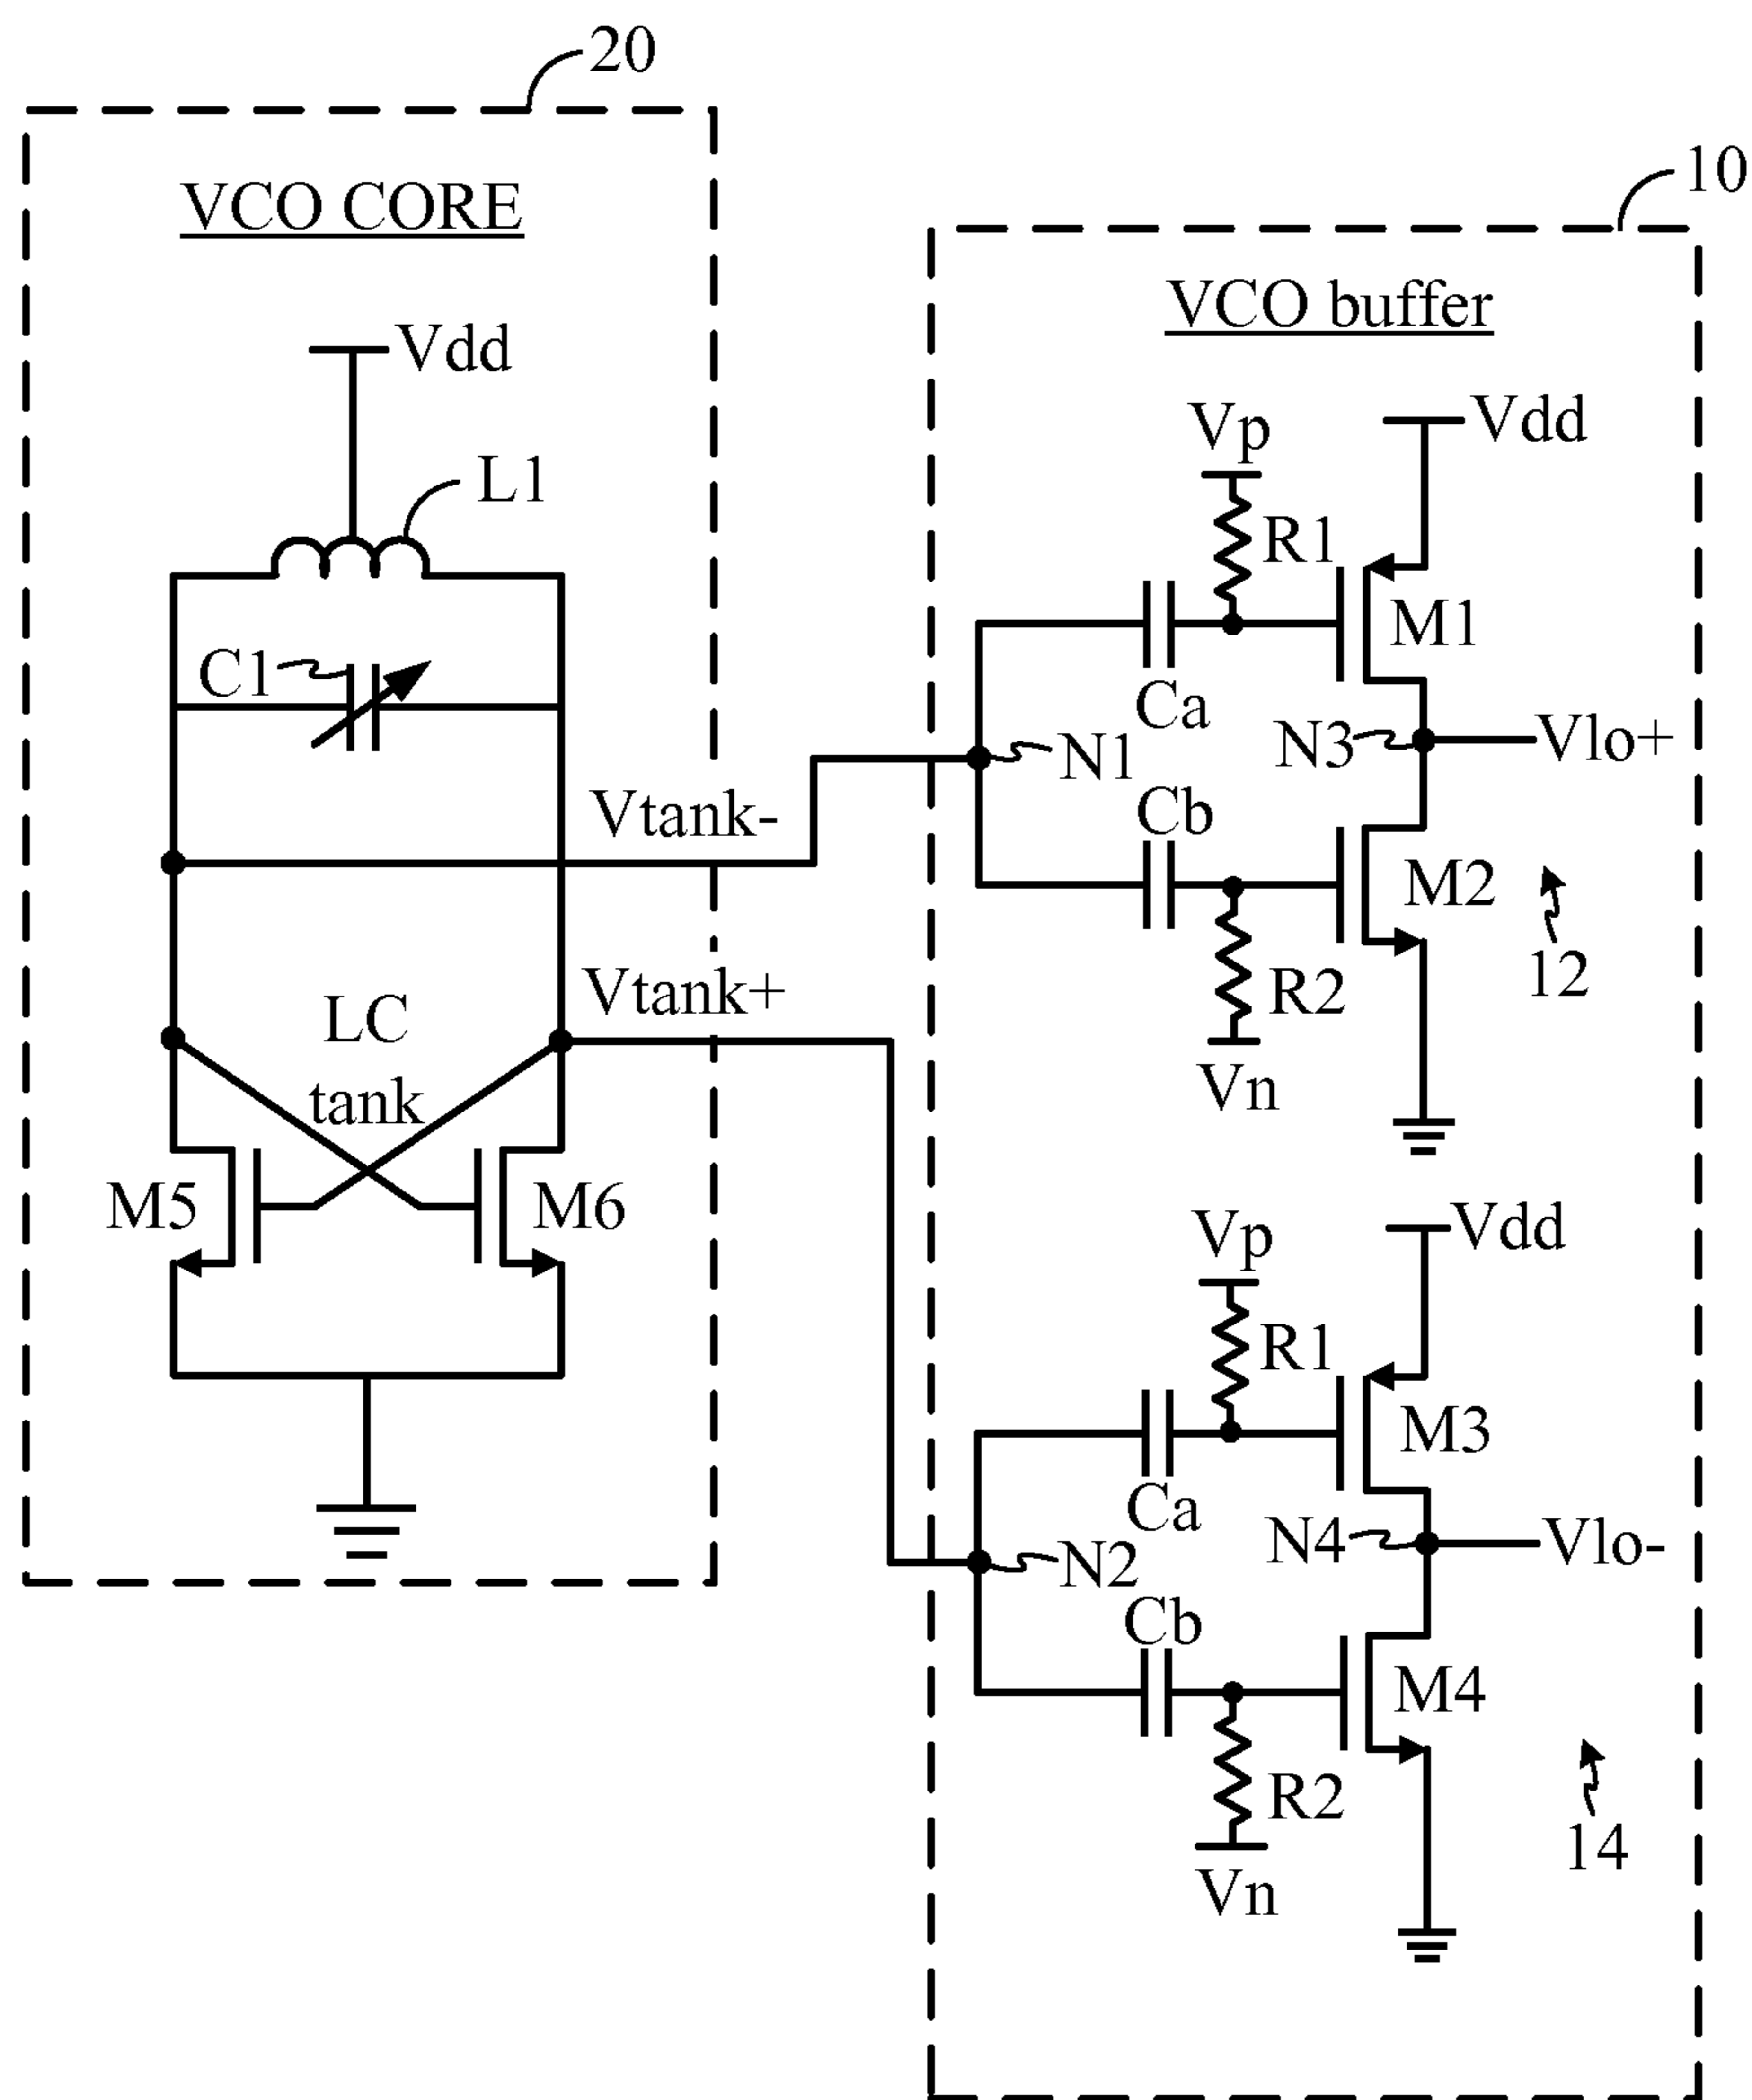 20
VCO CORE
Vdd
L1
C1
Vtank-
Vtank+
LC
tank
M5
M6
10
VCO buffer
Vp
Vdd
R1
M1
Ca
N1
N3
Vlo+
Cb
M2
R2
12
Vn
Vp
Vdd
R1
M3
Ca
N2
N4
Vlo-
Cb
M4
R2
14
Vn